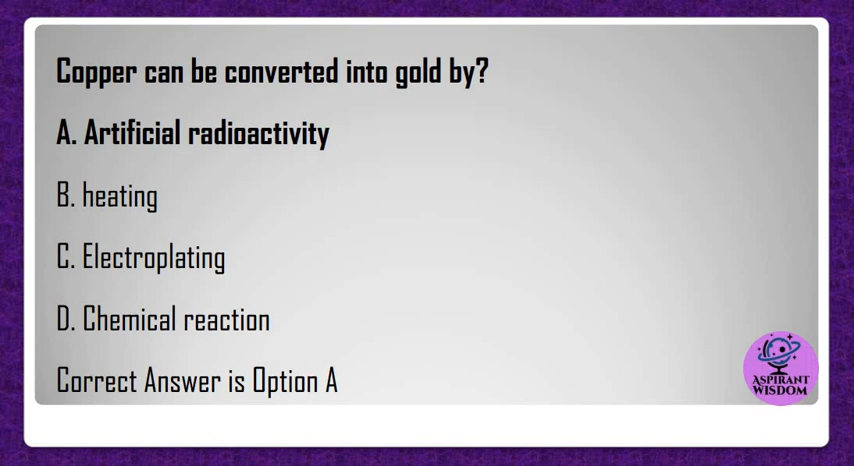 Copper can be converted into gold by?
A. Artificial radioactivity
B. heating
C. Electroplating
D. Chemical reaction
Correct Answer is Option A
ASPIRANT
WISDOM